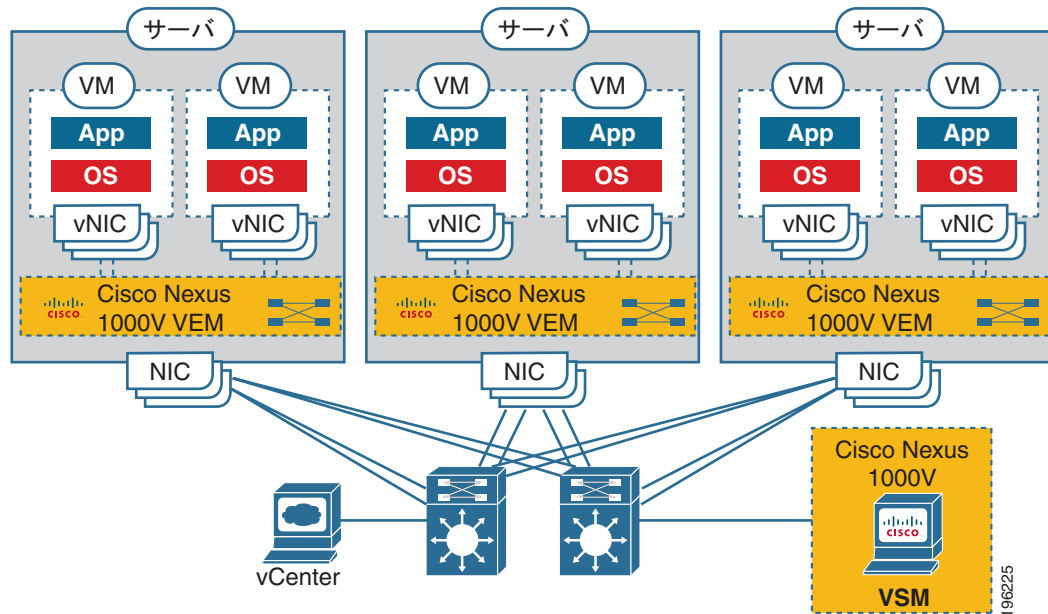 サーバ
サーバ
サーバ
VM
VM
VM
VM
VM
VM
App
App
App
App
App
App
OS
OS
OS
OS
OS
OS
vNIC
vNIC
vNIC
vNIC
vNIC
vNIC
CISCO
Cisco Nexus
1000V VEM
CISCO
Cisco Nexus
1000V VEM
CISCO
Cisco Nexus
1000V VEM
NIC
NIC
NIC
Cisco Nexus
1000V
CISCO
VSM
vCenter
196225